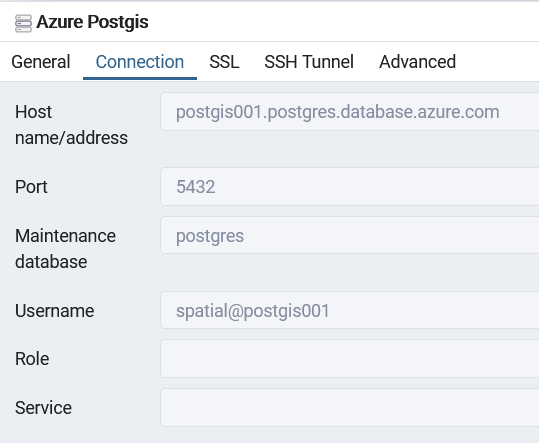 Azure Postgis
General Connection SSL SSH Tunnel Advanced
Host name/address postgis001.postgres.database.azure.com
Port 5432
Maintenance database postgres
Username spatial@postgis001
Role
Service